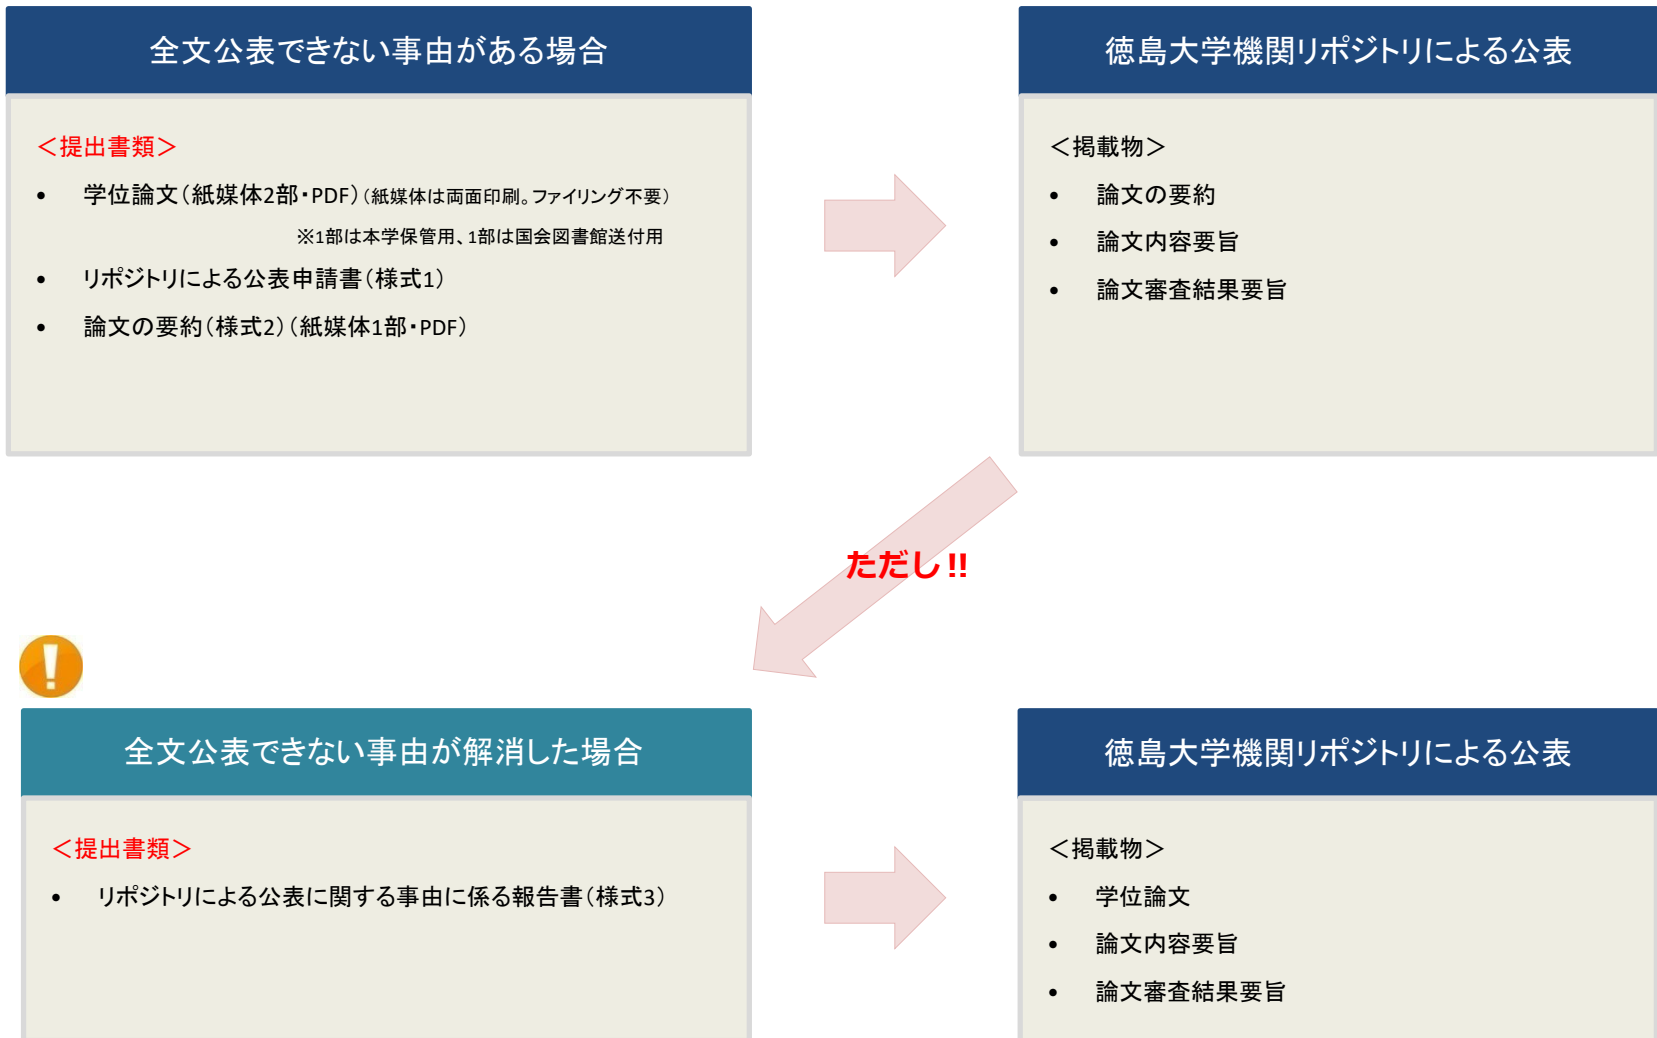 全文公表できない事由がある場合
＜提出書類＞
• 学位論文（紙媒体2部・PDF）（紙媒体は両面印刷。ファイリング不要）
※1部は本学保管用、1部は国会図書館送付用
• リポジトリによる公表申請書（様式1）
• 論文の要約（様式2）（紙媒体1部・PDF）
徳島大学機関リポジトリによる公表
＜掲載物＞
• 論文の要約
• 論文内容要旨
• 論文審査結果要旨
ただし!!
全文公表できない事由が解消した場合
＜提出書類＞
• リポジトリによる公表に関する事由に係る報告書（様式3）
徳島大学機関リポジトリによる公表
＜掲載物＞
• 学位論文
• 論文内容要旨
• 論文審査結果要旨